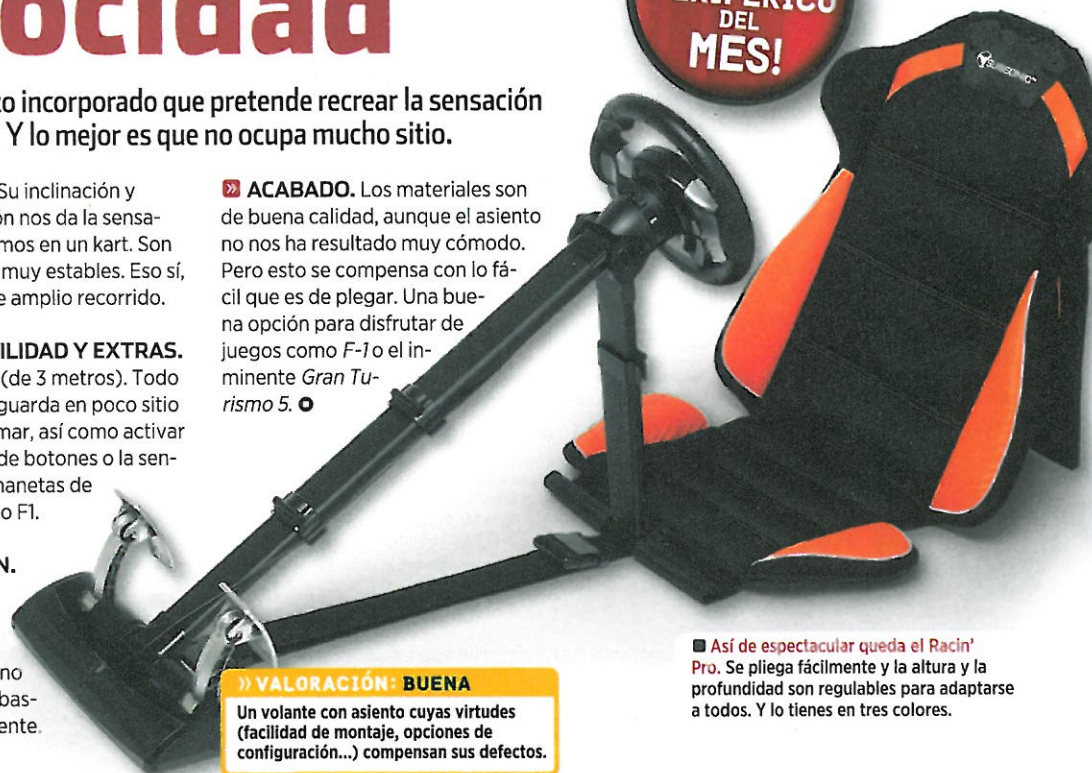 ocidad
DEL
MES!
to incorporado que pretende recrear la sensación
Y lo mejor es que no ocupa mucho sitio.
Su inclinación y
ón nos da la sensa-
mos en un kart. Son
muy estables. Eso sí,
e amplio recorrido.
ILIDAD Y EXTRAS.
(de 3 metros). Todo
guarda en poco sitio
mar, así como activar
de botones o la sen-
manetas de
o F1.
N.
no
bas-
ente.
» ACABADO. Los materiales son
de buena calidad, aunque el asiento
no nos ha resultado muy cómodo.
Pero esto se compensa con lo fá-
cil que es de plegar. Una bue-
na opción para disfrutar de
juegos como F-1 o el in-
minente Gran Tu-
rismo 5.
SUBSONIC
» VALORACIÓN: BUENA
Un volante con asiento cuyas virtudes
(facilidad de montaje, opciones de
configuración...) compensan sus defectos.
Así de espectacular queda el Racin'
Pro. Se pliega fácilmente y la altura y la
profundidad son regulables para adaptarse
a todos. Y lo tienes en tres colores.